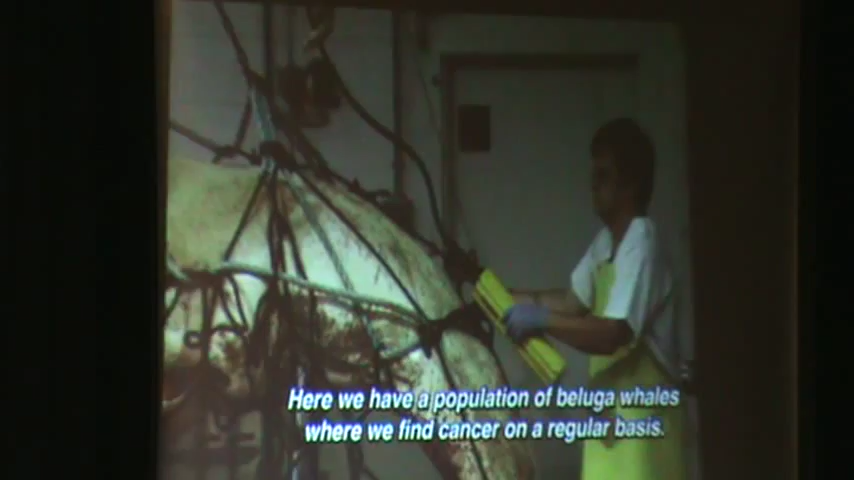 Here we have a population of beluga whales
where we find cancer on a regular basis.